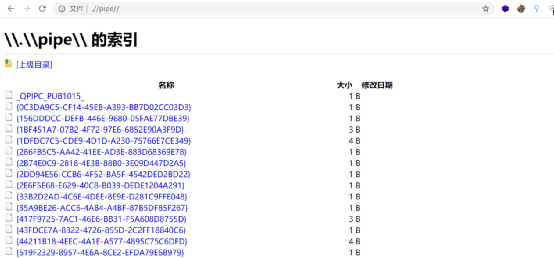 文件 | .//pipe//
\\.\\pipe\\ 的索引
[上级目录]
名称 大小 修改日期
_QPIPC_PUB1015_ 1 B
{0C3DA9C5-CF14-45EB-A393-BB7D02CC03D3} 1 B
{156DDDCC-DEFB-446E-9680-05FAE77DBE39} 1 B
{1BF451A7-07B2-4F72-97E6-6852E90A3F9D} 3 B
{1DFDC7C5-CDE9-4D1D-A230-75766E7CE349} 4 B
{286FB5C5-AA42-41EE-AD3E-883D68369E78} 1 B
{2B74E0C9-2818-4E3B-88B0-3E09D447D2A5} 1 B
{2DD94E56-CCB6-4F52-BA5F-4542DED2BD22} 1 B
{2E6F5E68-E629-40C8-B039-DEDE1204A291} 1 B
{33B2D2AD-4C6E-4DEE-8E9E-D281C9FFE048} 1 B
{35A9BE26-ACC6-4AB4-A4BF-87B5DFB5F267} 1 B
{417F9725-7AC1-46E6-BB31-F5A608D8755D} 3 B
{43FDCE7A-8322-4726-855D-2C2FF18840C6} 1 B
{44211B18-4EEC-4A1E-A577-4895C75C6DFD} 4 B
{519F2329-8957-4E6A-8CE2-EFDA79E6B979} 1 B